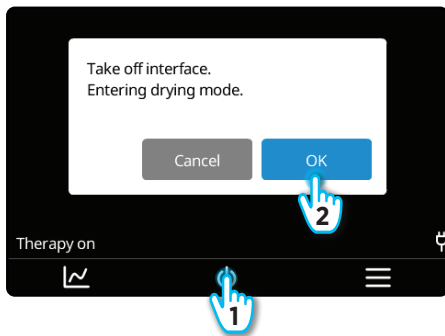 Take off interface.
Entering drying mode.
Cancel
OK
2
Therapy on
1